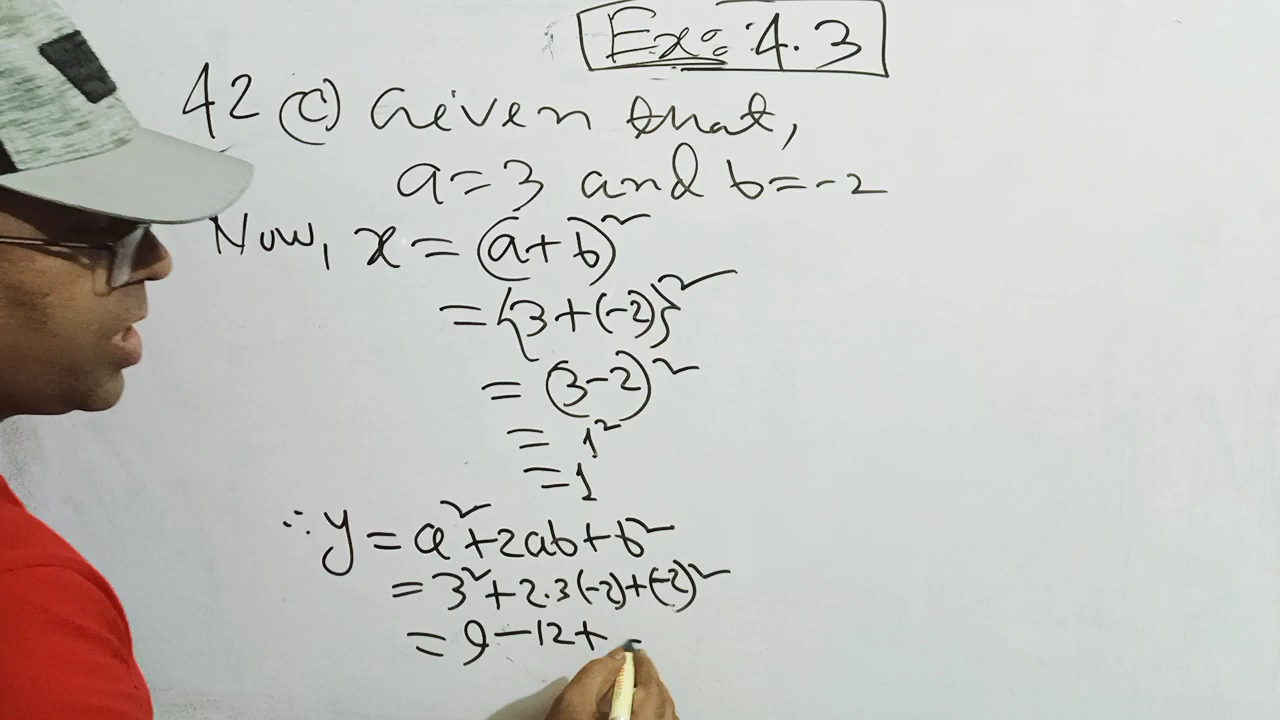 Ex: 4.3
42 (c) Given that,
a=3 and b=-2
Now, x = (a+b)²
= {3+(-2)}²
= (3-2)²
= 1²
= 1
∴ y = a²+2ab+b²
= 3²+2·3(-2)+(-2)²
= 9-12+